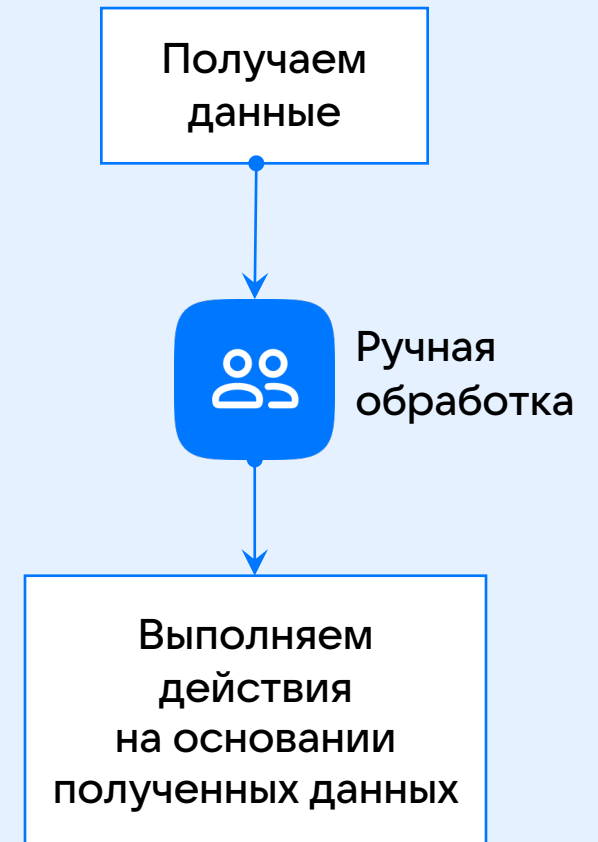 Получаем
данные
Ручная
обработка
Выполняем
действия
на основании
полученных данных